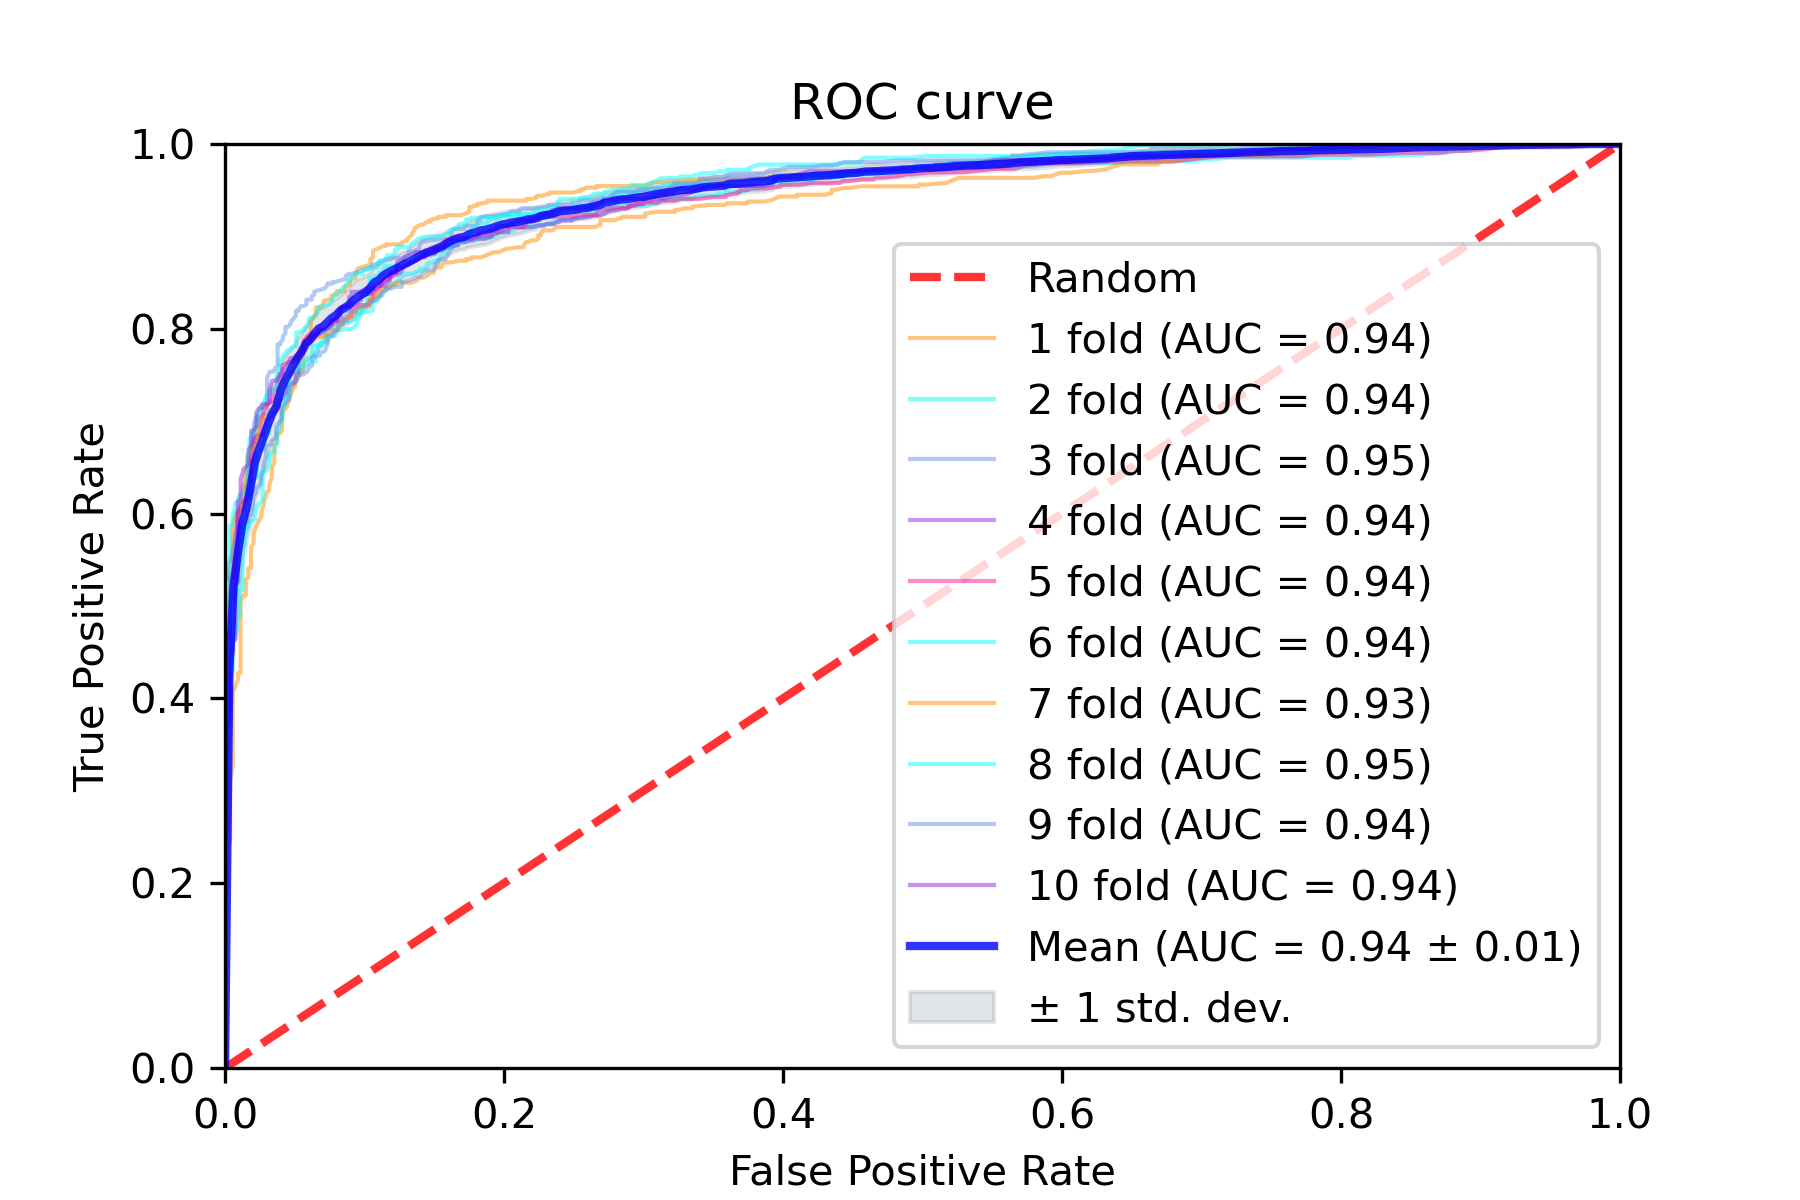 ROC curve
1.0
0.8
0.6
0.4
0.2
0.0
True Positive Rate
Random
1 fold (AUC = 0.94)
2 fold (AUC = 0.94)
3 fold (AUC = 0.95)
4 fold (AUC = 0.94)
5 fold (AUC = 0.94)
6 fold (AUC = 0.94)
7 fold (AUC = 0.93)
8 fold (AUC = 0.95)
9 fold (AUC = 0.94)
10 fold (AUC = 0.94)
Mean (AUC = 0.94 ± 0.01)
± 1 std. dev.
0.0 0.2 0.4 0.6 0.8 1.0
False Positive Rate